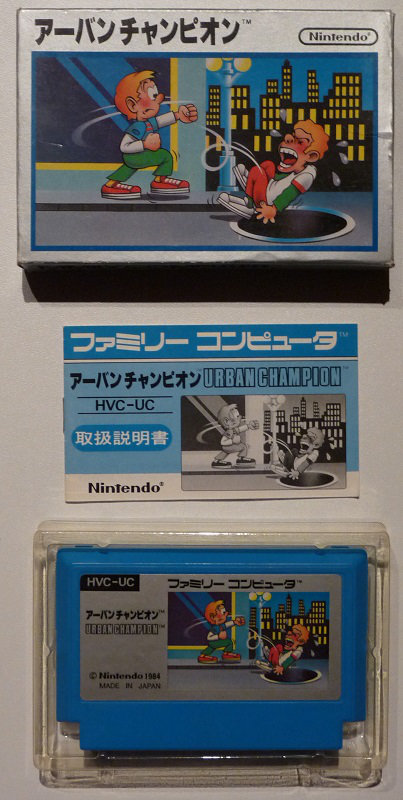 アーバンチャンピオン™
Nintendo®
ファミリー コンピュータ™
アーバンチャンピオン URBAN CHAMPION™
HVC-UC
取扱説明書
Nintendo®
HVC-UC
ファミリー コンピュータ™
アーバンチャンピオン™
URBAN CHAMPION™
© Nintendo 1984
MADE IN JAPAN